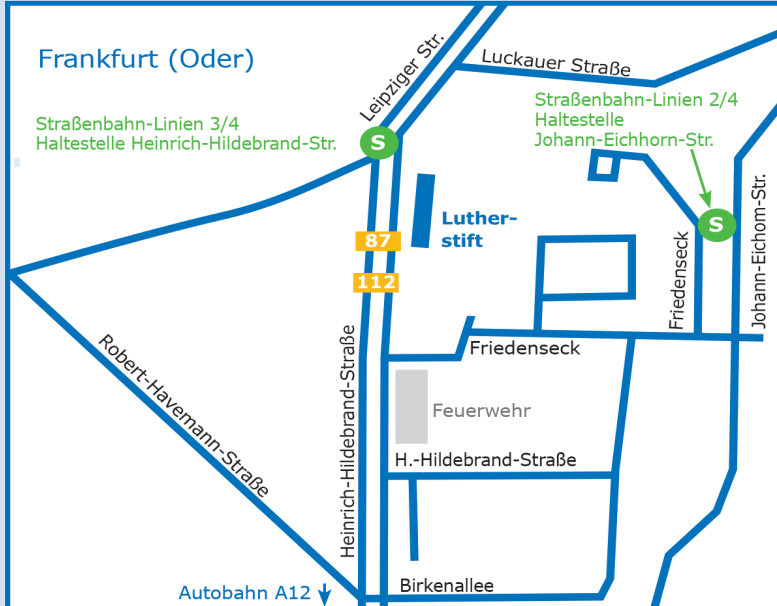 Frankfurt (Oder)
Leipziger Str.
Luckauer Straße
Straßenbahn-Linien 3/4
Haltestelle Heinrich-Hildebrand-Str.
S
Straßenbahn-Linien 2/4
Haltestelle
Johann-Eichhorn-Str.
S
Luther-
stift
87
112
Friedenseck
Johann-Eichorn-Str.
Robert-Havemann-Straße
Heinrich-Hildebrand-Straße
Friedenseck
Feuerwehr
H.-Hildebrand-Straße
Autobahn A12
Birkenallee